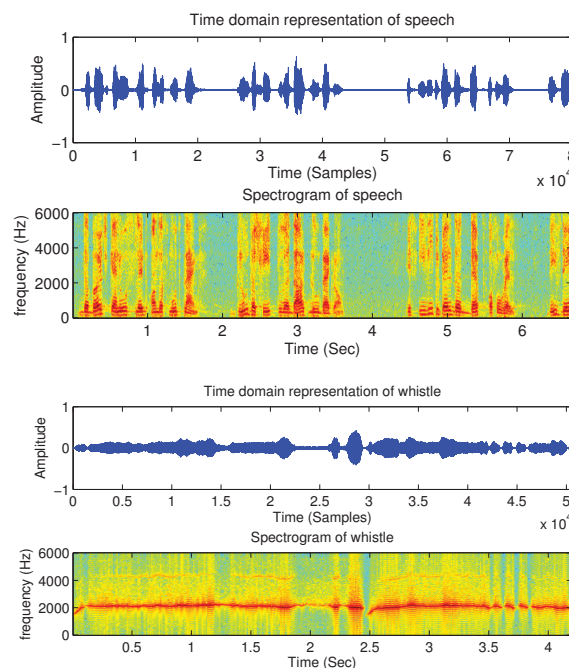 Time domain representation of speech
1
0
−1
Amplitude
0 1 2 3 4 5 6 7 8
Time (Samples)
x 10
Spectrogram of speech
6000
4000
2000
0
frequency (Hz)
1 2 3 4 5 6
Time (Sec)
Time domain representation of whistle
1
0
−1
Amplitude
0 0.5 1 1.5 2 2.5 3 3.5 4 4.5 5
Time (Samples)
x 10
Spectrogram of whistle
6000
4000
2000
0
frequency (Hz)
0.5 1 1.5 2 2.5 3 3.5 4
Time (Sec)